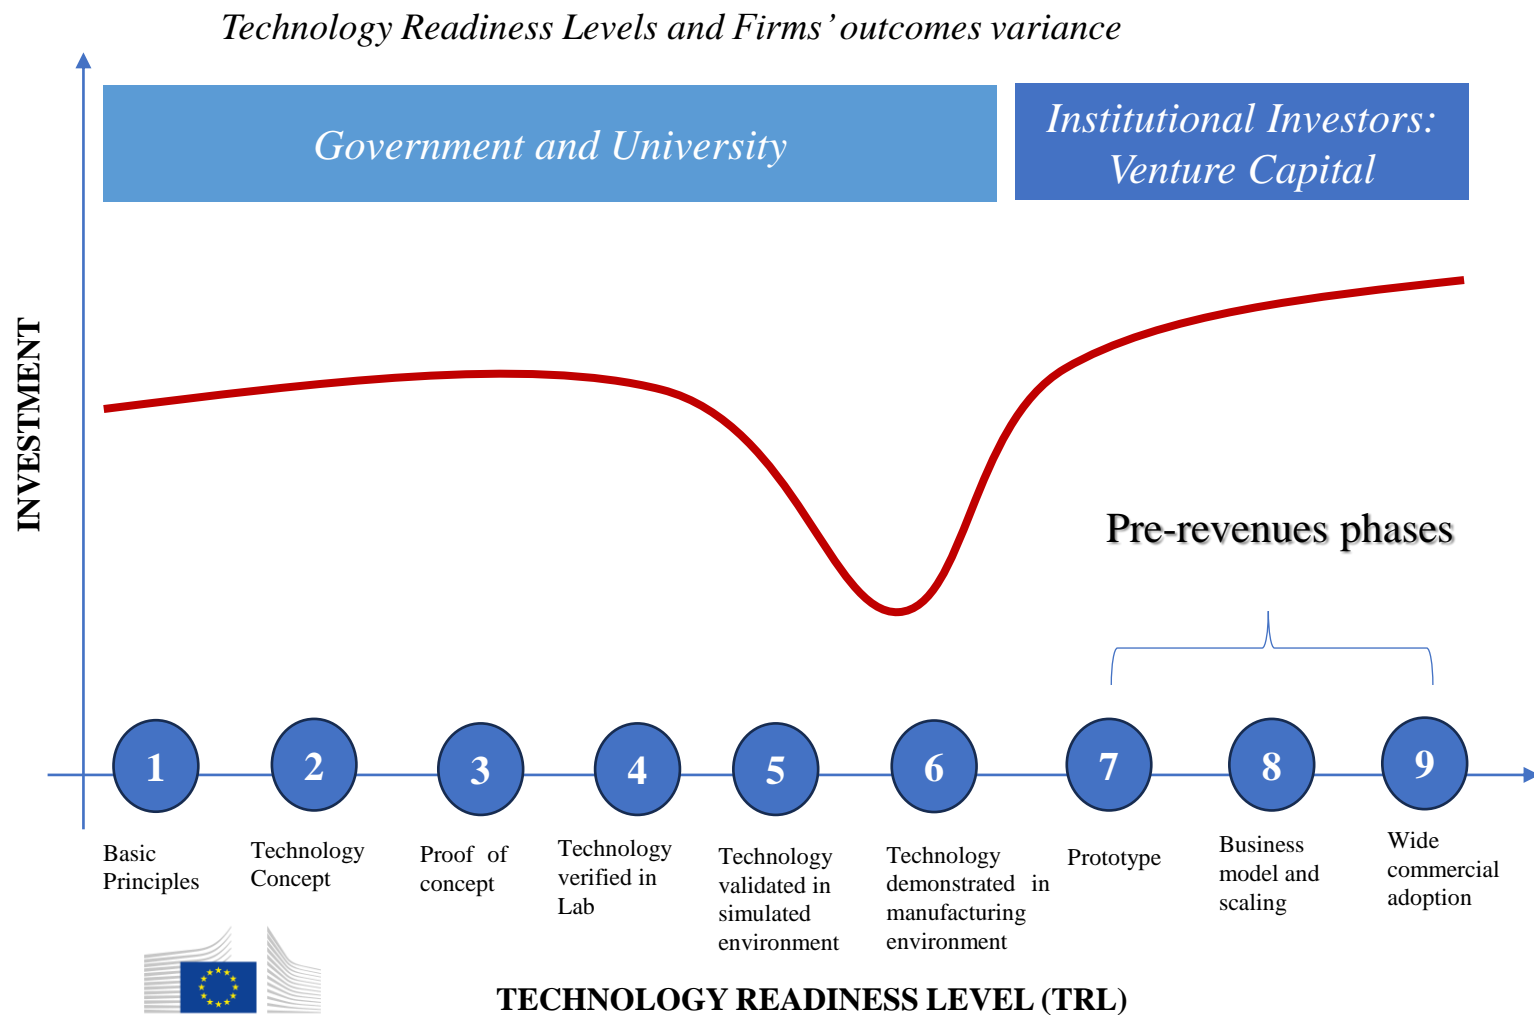 Technology Readiness Levels and Firms’ outcomes variance
Government and University
Institutional Investors:
Venture Capital
INVESTMENT
Pre-revenues phases
1
2
3
4
5
6
7
8
9
Basic
Principles
Technology
Concept
Proof of
concept
Technology
verified in
Lab
Technology
validated in
simulated
environment
Technology
demonstrated in
manufacturing
environment
Prototype
Business
model and
scaling
Wide
commercial
adoption
TECHNOLOGY READINESS LEVEL (TRL)